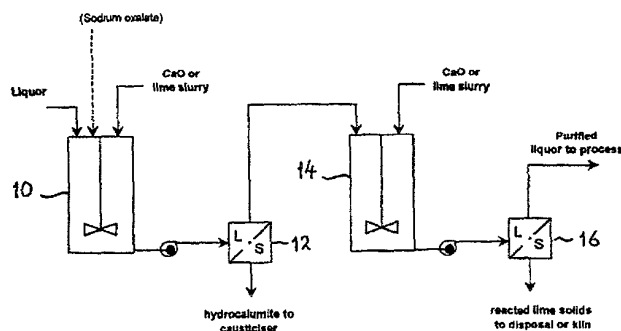 (Sodium oxalate)
Liquor
CaO or
lime slurry
CaO or
lime slurry
Purified
liquor to process
10
14
L
S
12
L
S
16
hydrocalumite to
causticiser
reacted lime solids
to disposal or kiln